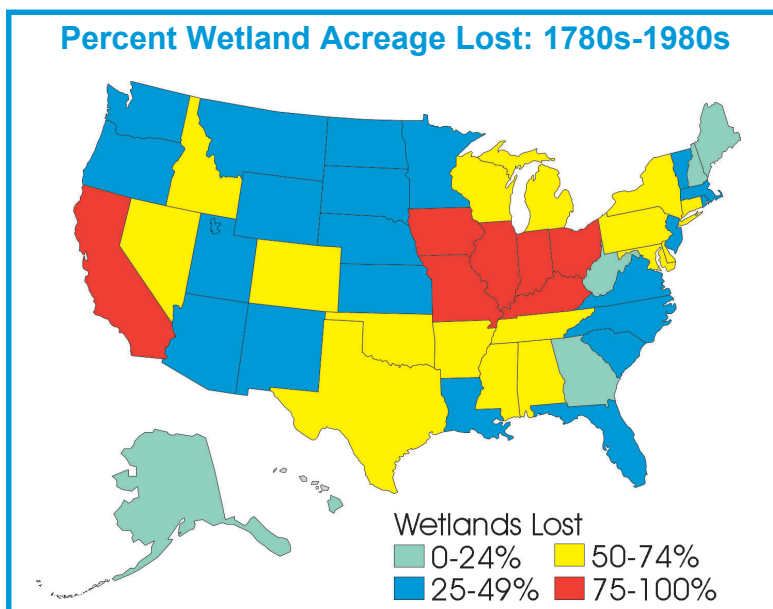 Percent Wetland Acreage Lost: 1780s-1980s
Wetlands Lost
0-24% 50-74%
25-49% 75-100%